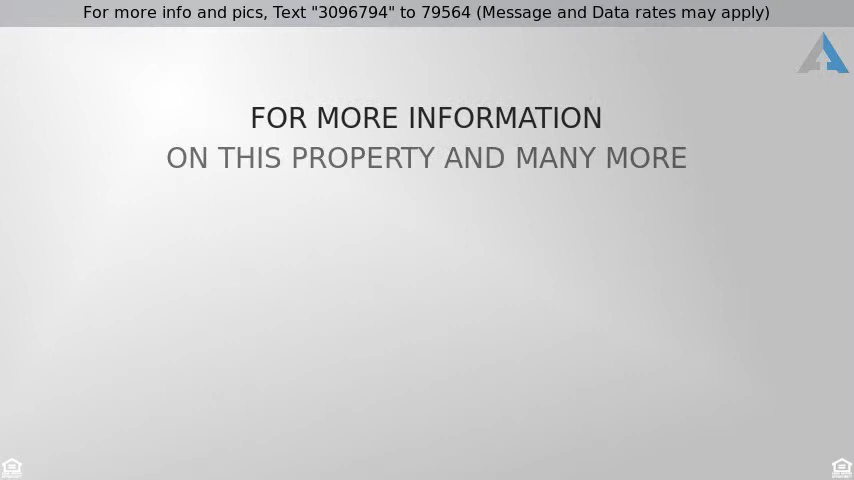 For more info and pics, Text "3096794" to 79564 (Message and Data rates may apply)
FOR MORE INFORMATION
ON THIS PROPERTY AND MANY MORE